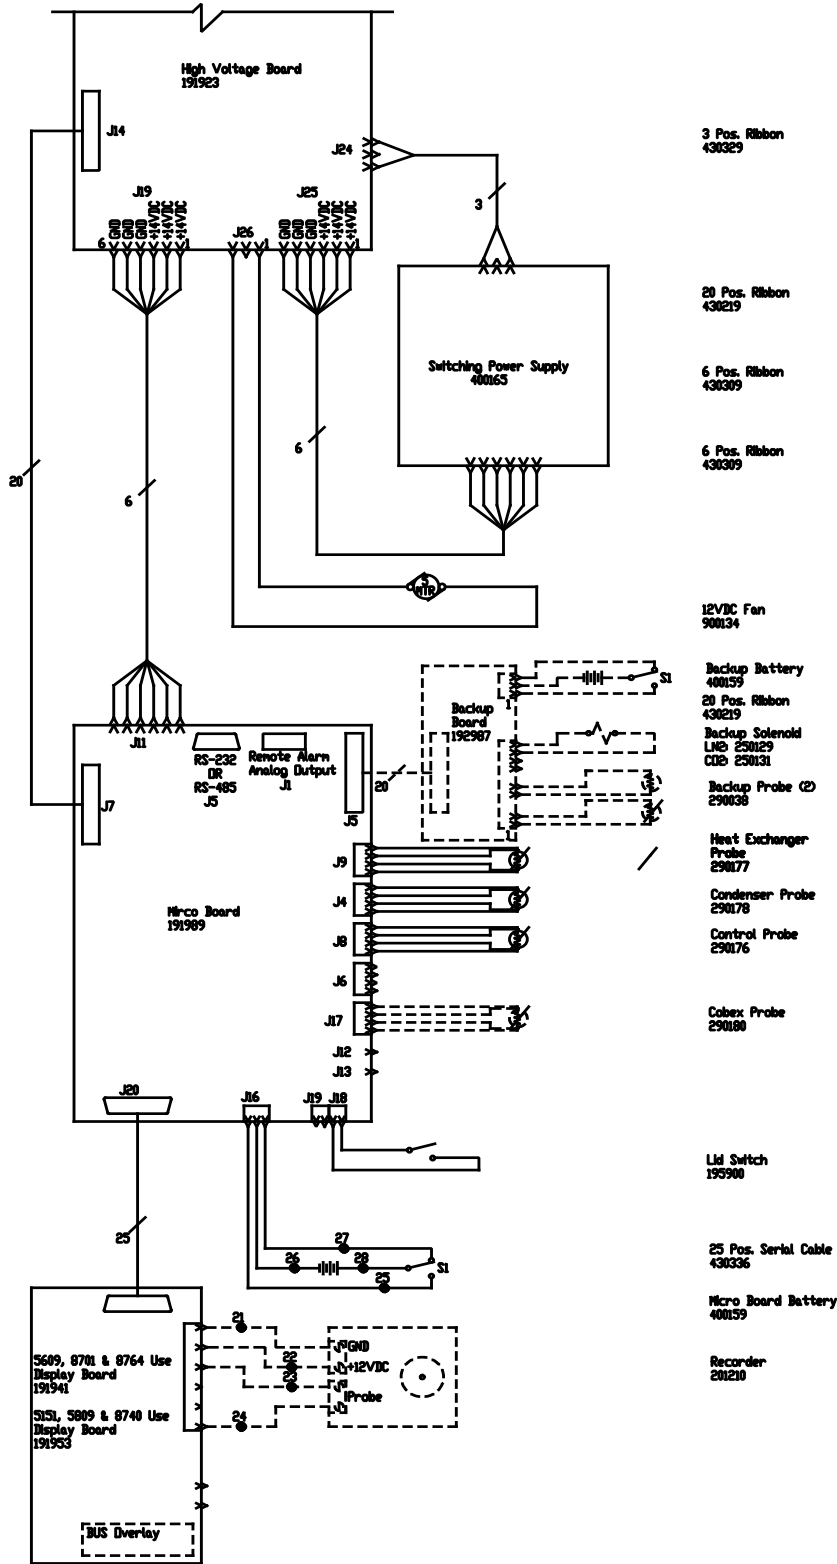 High Voltage Board
191923
J14
J24
3 Pos. Ribbon
430329
J19
J25
3
GND
GND
GND
+14VDC
+14VDC
+14VDC
J26
GND
GND
GND
+14VDC
+14VDC
+14VDC
6
1
1
1
20 Pos. Ribbon
430219
Switching Power Supply
400165
6 Pos. Ribbon
430309
6
6 Pos. Ribbon
430309
20
6
5
MTR
12VDC Fan
900134
S1
Backup Battery
400159
Backup
Board
192987
1
20 Pos. Ribbon
430219
J11
Backup Solenoid
LN2: 250129
CO2: 250131
RS-232
OR
RS-485
J5
Remote Alarm
Analog Output
J1
20
Backup Probe (2)
290038
J7
J5
1
Heat Exchanger
Probe
290177
J9
Mirco Board
191989
J4
Condenser Probe
290178
J8
Control Probe
290176
J6
J17
Cobex Probe
290180
J12
J13
J20
J16
J19
J18
Lid Switch
195900
25
27
25 Pos. Serial Cable
430336
26
28
S1
25
Micro Board Battery
400159
21
GND
5609, 8701 & 8764 Use
Display Board
191941
22
+12VDC
Recorder
201210
23
Probe
5151, 5809 & 8740 Use
Display Board
191953
24
BUS Overlay